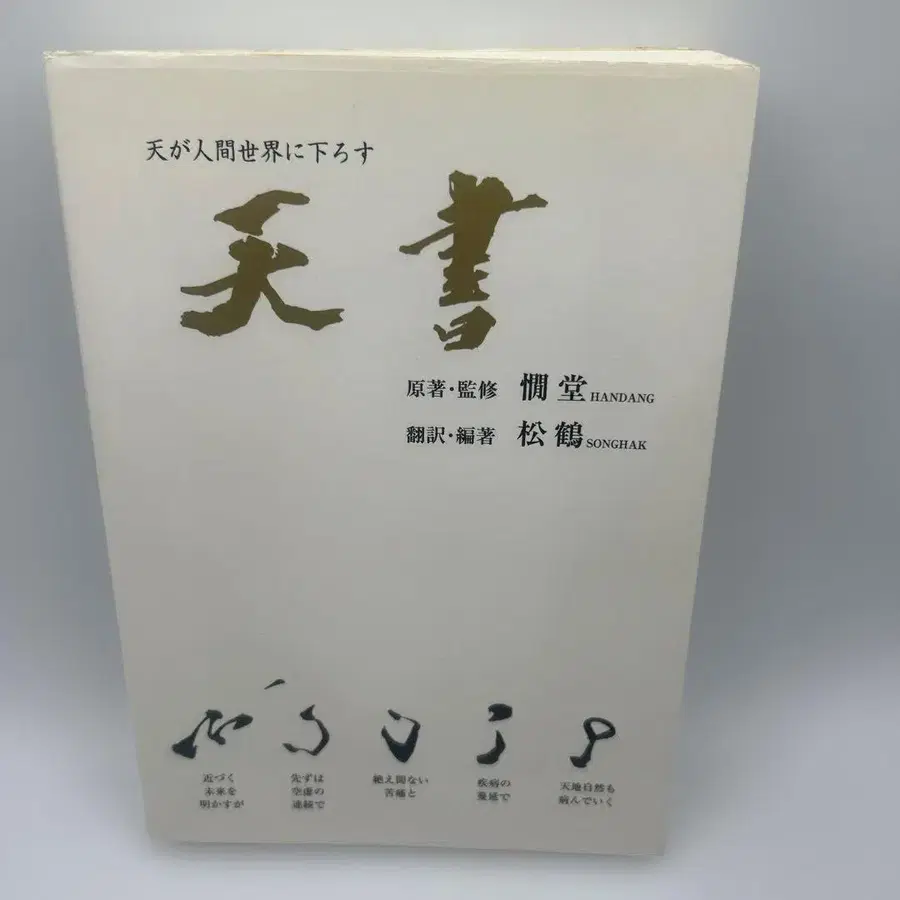 天が人間世界に下ろす
天書
原著・監修 憪堂 HANDANG
翻訳・編著 松鶴 SONGHAK
近づく
未来を
明かすが
先ずは
空虚の
連続で
絶え間ない
苦痛と
疾病の
蔓延で
天地自然も
病んでいく